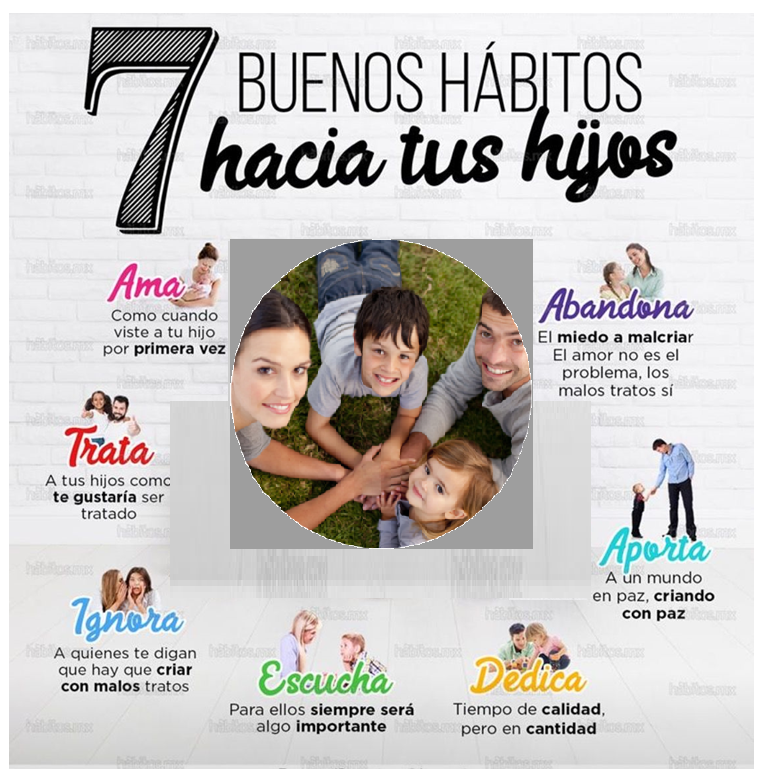 7
BUENOS HÁBITOS
hacia tus hijos
Ama
Como cuando
viste a tu hijo
por primera vez
Abandona
El miedo a malcriar
El amor no es el
problema, los
malos tratos sí
Trata
A tus hijos como
te gustaría ser
tratado
Aporta
A un mundo
en paz, criando
con paz
Ignora
A quienes te digan
que hay que criar
con malos tratos
Escucha
Para ellos siempre será
algo importante
Dedica
Tiempo de calidad,
pero en cantidad
hábitos.mx